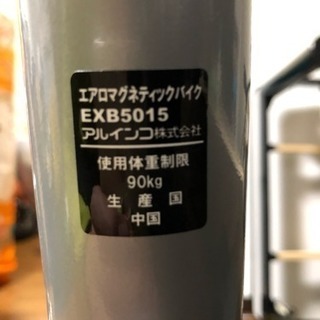 エアロマグネティックバイク
EXB5015
アルインコ株式会社
使用体重制限
90kg
生産国
中国